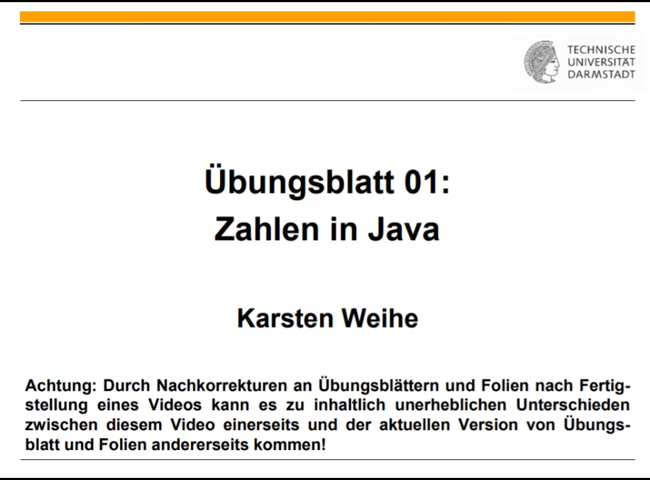 TECHNISCHE
UNIVERSITÄT
DARMSTADT
Übungsblatt 01:
Zahlen in Java
Karsten Weihe
Achtung: Durch Nachkorrekturen an Übungsblättern und Folien nach Fertig-
stellung eines Videos kann es zu inhaltlich unerheblichen Unterschieden
zwischen diesem Video einerseits und der aktuellen Version von Übungs-
blatt und Folien andererseits kommen!